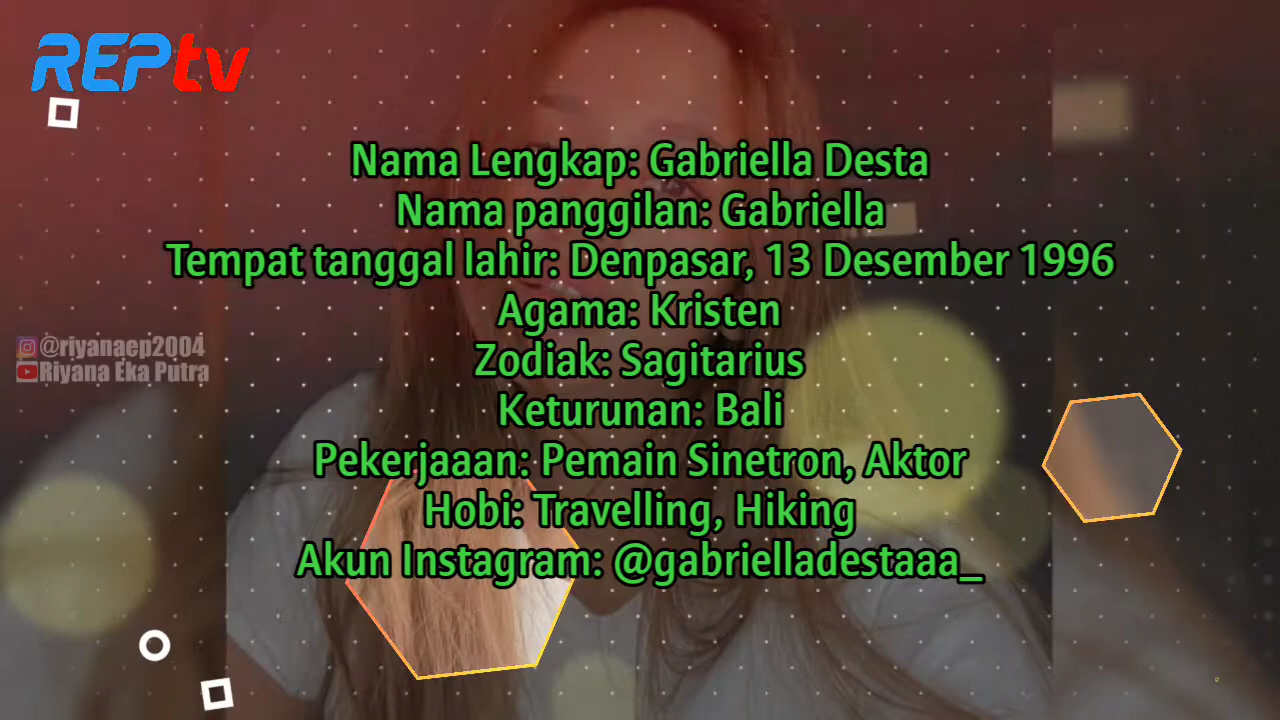 REPtv
Nama Lengkap: Gabriella Desta
Nama panggilan: Gabriella
Tempat tanggal lahir: Denpasar, 13 Desember 1996
Agama: Kristen
Zodiak: Sagitarius
Keturunan: Bali
Pekerjaaan: Pemain Sinetron, Aktor
Hobi: Travelling, Hiking
Akun Instagram: @gabrielladestaaa_
@riyanaep2004
Riyana Eka Putra